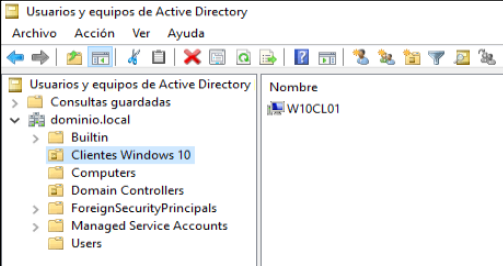 Usuarios y equipos de Active Directory
Archivo Acción Ver Ayuda
Usuarios y equipos de Active Directory
Consultas guardadas
dominio.local
Builtin
Clientes Windows 10
Computers
Domain Controllers
ForeignSecurityPrincipals
Managed Service Accounts
Users
Nombre
W10CL01